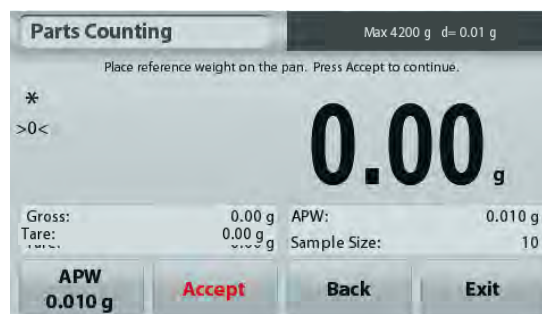 Parts Counting
Max 4200 g d= 0.01 g
Place reference weight on the pan. Press Accept to continue.
*
>0<
0.00 g
Gross: 0.00 g APW: 0.010 g
Tare: 0.00 g Sample Size: 10
APW
0.010 g
Accept
Back
Exit